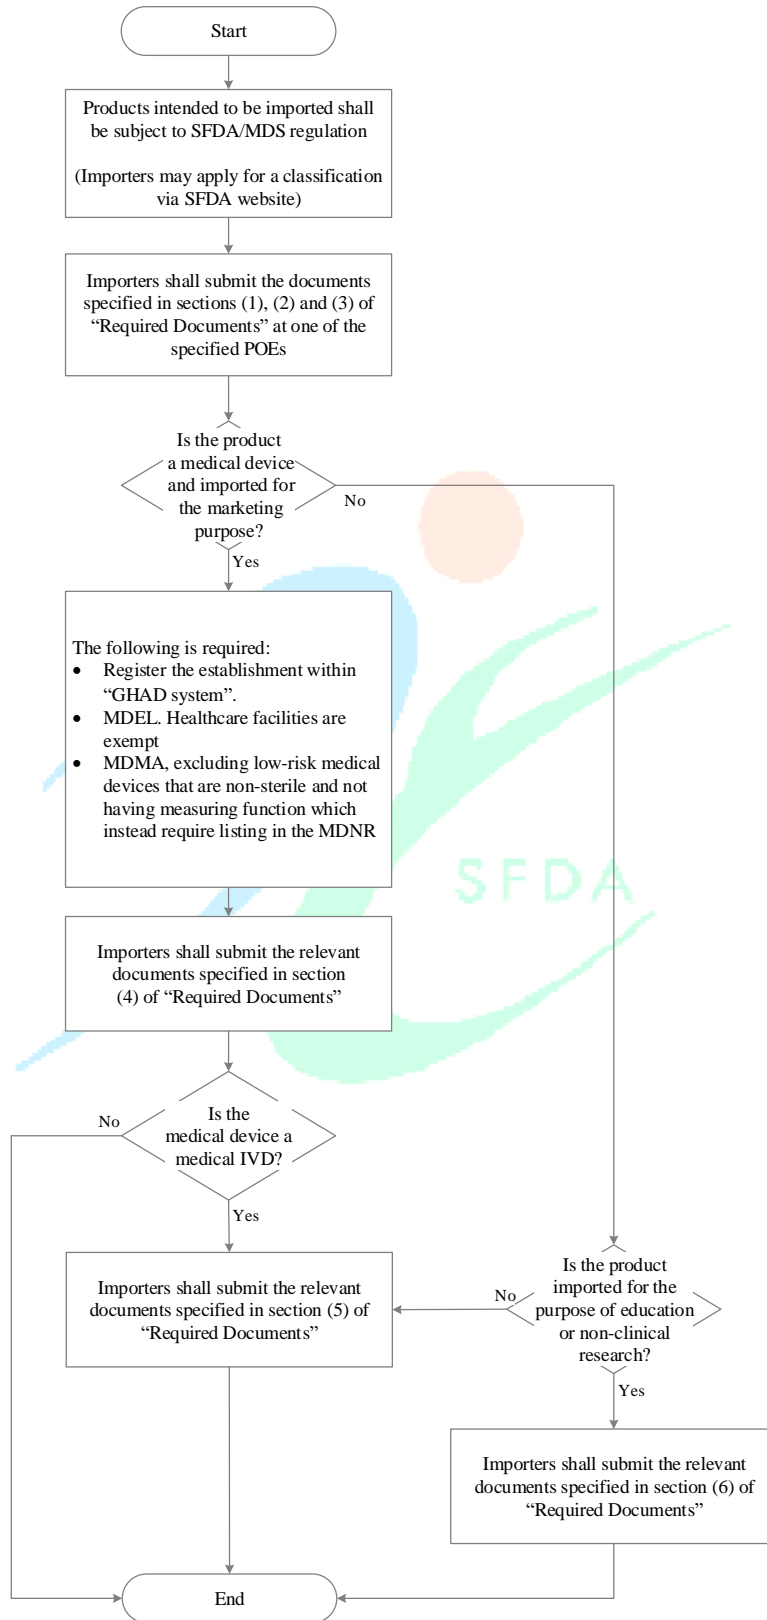 Start
Products intended to be imported shall
be subject to SFDA/MDS regulation
(Importers may apply for a classification
via SFDA website)
Importers shall submit the documents
specified in sections (1), (2) and (3) of
“Required Documents” at one of the
specified POEs
Is the product
a medical device
and imported for
the marketing
purpose?
No
Yes
The following is required:
• Register the establishment within
“GHAD system”.
• MDEL. Healthcare facilities are
exempt
• MDMA, excluding low-risk medical
devices that are non-sterile and not
having measuring function which
instead require listing in the MDNR
SFDA
Importers shall submit the relevant
documents specified in section
(4) of “Required Documents”
Is the
medical device a
medical IVD?
No
Yes
Importers shall submit the relevant
documents specified in section (5) of
“Required Documents”
Is the product
imported for the
purpose of education
or non-clinical
research?
No
Yes
Importers shall submit the relevant
documents specified in section (6) of
“Required Documents”
End